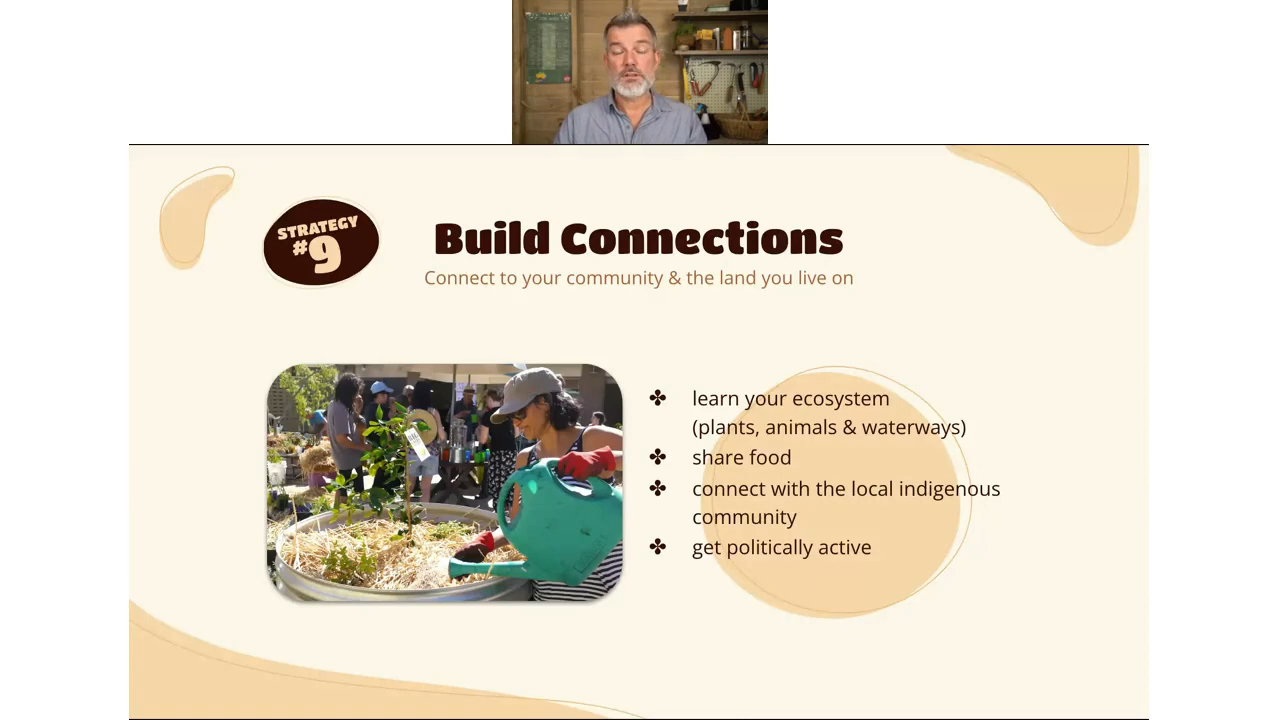 STRATEGY
#9
Build Connections
Connect to your community & the land you live on
learn your ecosystem
(plants, animals & waterways)
share food
connect with the local indigenous
community
get politically active